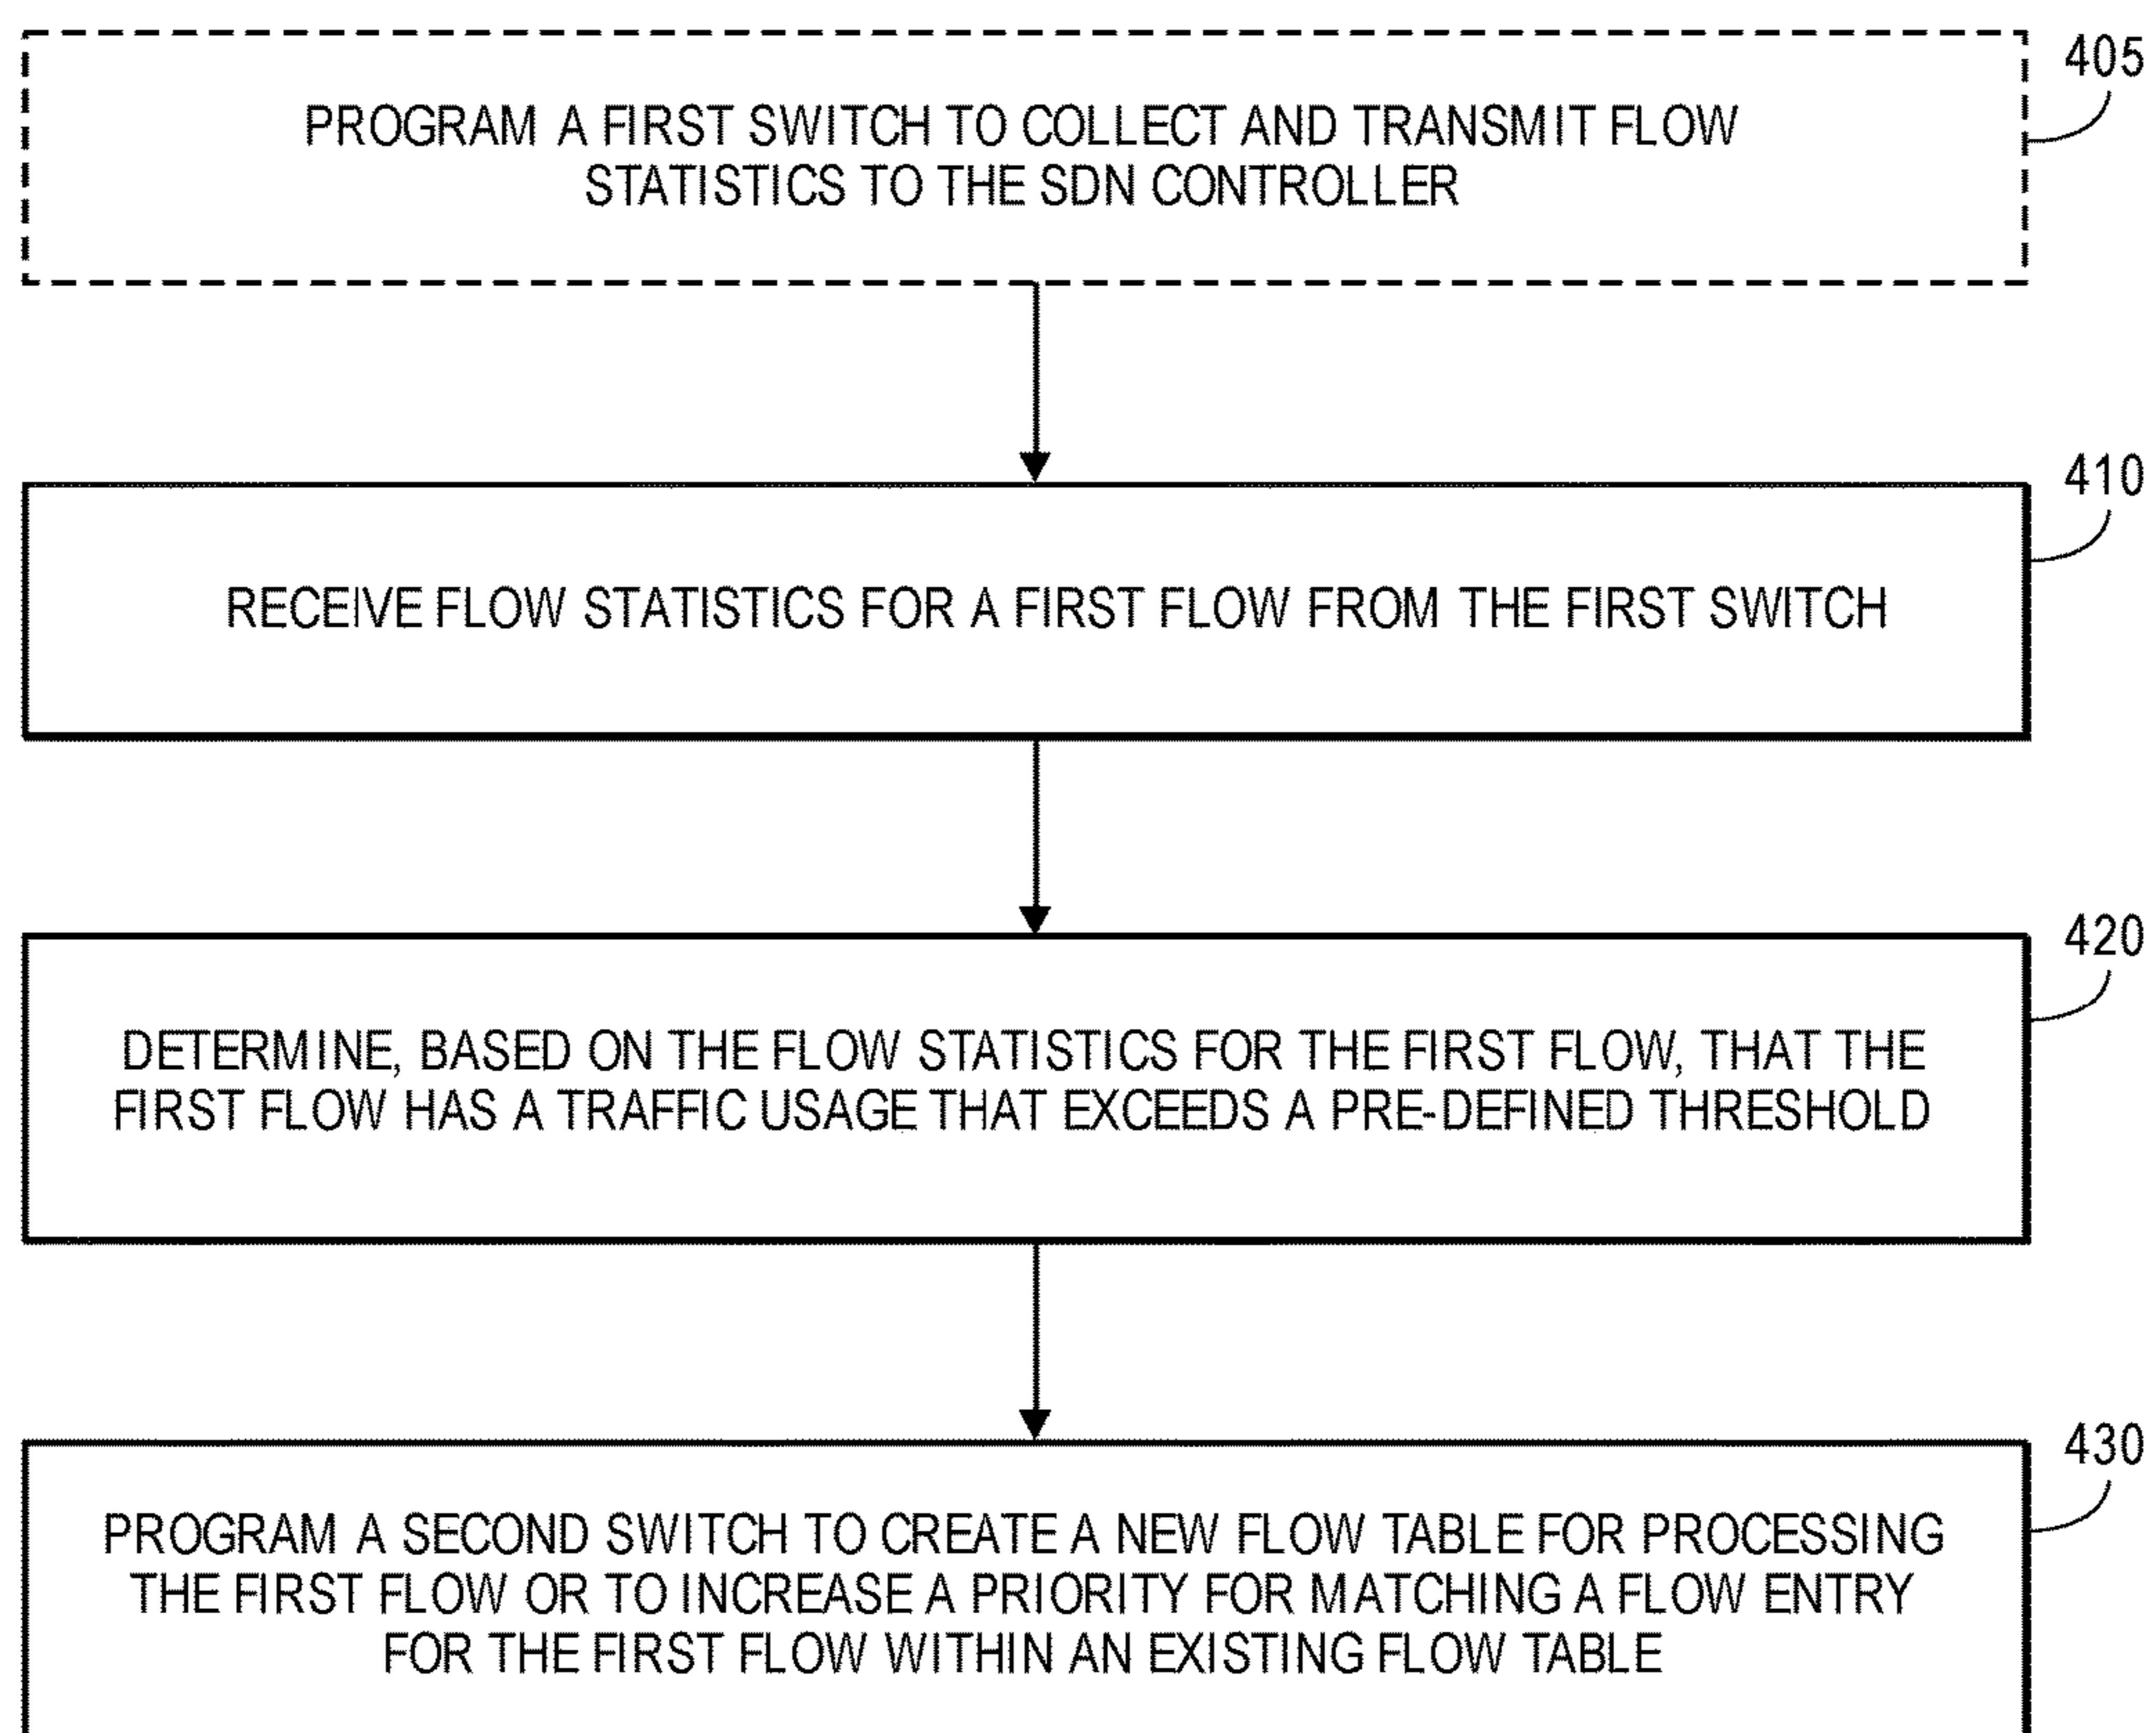 405
PROGRAM A FIRST SWITCH TO COLLECT AND TRANSMIT FLOW
STATISTICS TO THE SDN CONTROLLER
410
RECEIVE FLOW STATISTICS FOR A FIRST FLOW FROM THE FIRST SWITCH
420
DETERMINE, BASED ON THE FLOW STATISTICS FOR THE FIRST FLOW, THAT THE
FIRST FLOW HAS A TRAFFIC USAGE THAT EXCEEDS A PRE-DEFINED THRESHOLD
430
PROGRAM A SECOND SWITCH TO CREATE A NEW FLOW TABLE FOR PROCESSING
THE FIRST FLOW OR TO INCREASE A PRIORITY FOR MATCHING A FLOW ENTRY
FOR THE FIRST FLOW WITHIN AN EXISTING FLOW TABLE